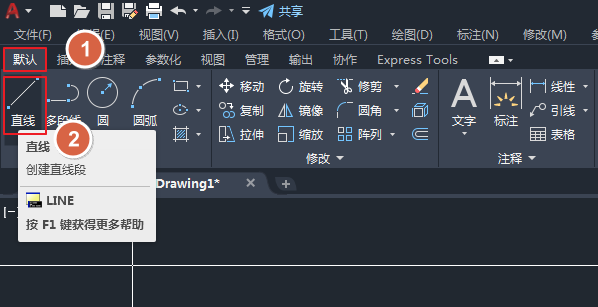 共享
文件(F) 视图(V) 插入(I) 格式(O) 工具(T) 绘图(D) 标注(N) 修改(M)
默认 1 注释 参数化 视图 管理 输出 协作 Express Tools
直线 多段线 圆 圆弧
移动 旋转 修剪
复制 镜像 圆角
拉伸 缩放 阵列
修改
文字 标注
线性
引线
表格
注释
2
直线
创建直线段
LINE
按 F1 键获得更多帮助
Drawing1*
[−]